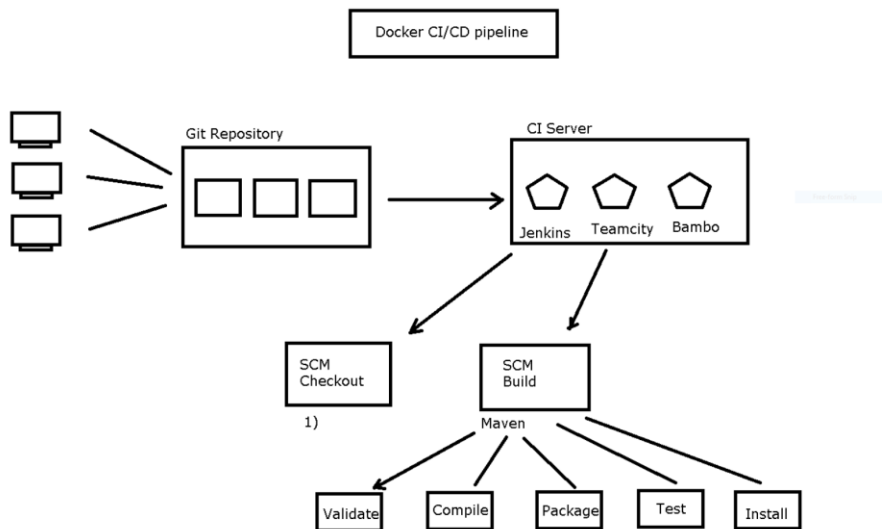 Docker CI/CD pipeline
Git Repository
CI Server
Jenkins
Teamcity
Bambo
SCM
Checkout
1)
SCM
Build
Maven
Validate
Compile
Package
Test
Install